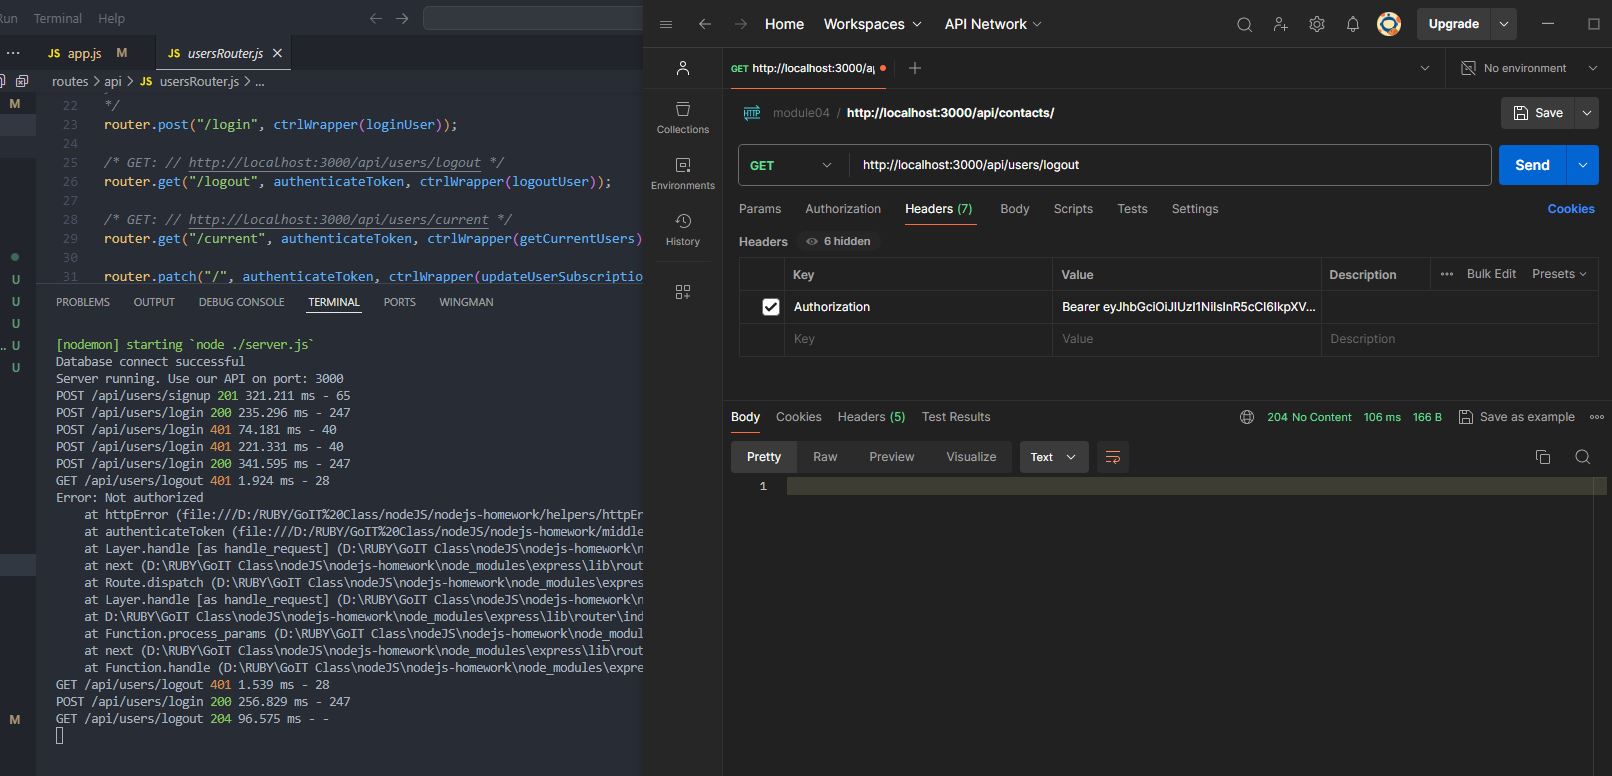 Run Terminal Help
app.js M
usersRouter.js
routes > api > JS usersRouter.js > ...
22 */
23 router.post("/login", ctrlWrapper(loginUser));
24
25 /* GET: // http://localhost:3000/api/users/logout */
26 router.get("/logout", authenticateToken, ctrlWrapper(logoutUser));
27
28 /* GET: // http://localhost:3000/api/users/current */
29 router.get("/current", authenticateToken, ctrlWrapper(getCurrentUsers)
30
31 router.patch("/", authenticateToken, ctrlWrapper(updateUserSubscriptio
M
U
U
U
U
U
M
PROBLEMS OUTPUT DEBUG CONSOLE TERMINAL PORTS WINGMAN
[nodemon] starting `node ./server.js`
Database connect successful
Server running. Use our API on port: 3000
POST /api/users/signup 201 321.211 ms - 65
POST /api/users/login 200 235.296 ms - 247
POST /api/users/login 401 74.181 ms - 40
POST /api/users/login 401 221.331 ms - 40
POST /api/users/login 200 341.595 ms - 247
GET /api/users/logout 401 1.924 ms - 28
Error: Not authorized
at httpError (file:///D:/RUBY/GoIT%20Class/nodeJS/nodejs-homework/helpers/httpEr
at authenticateToken (file:///D:/RUBY/GoIT%20Class/nodeJS/nodejs-homework/middle
at Layer.handle [as handle_request] (D:\RUBY\GoIT Class\nodeJS\nodejs-homework\n
at next (D:\RUBY\GoIT Class\nodeJS\nodejs-homework\node_modules\express\lib\rout
at Route.dispatch (D:\RUBY\GoIT Class\nodeJS\nodejs-homework\node_modules\expres
at Layer.handle [as handle_request] (D:\RUBY\GoIT Class\nodeJS\nodejs-homework\n
at D:\RUBY\GoIT Class\nodeJS\nodejs-homework\node_modules\express\lib\router\ind
at Function.process_params (D:\RUBY\GoIT Class\nodeJS\nodejs-homework\node_modul
at next (D:\RUBY\GoIT Class\nodeJS\nodejs-homework\node_modules\express\lib\rout
at Function.handle (D:\RUBY\GoIT Class\nodeJS\nodejs-homework\node_modules\expre
GET /api/users/logout 401 1.539 ms - 28
POST /api/users/login 200 256.829 ms - 247
GET /api/users/logout 204 96.575 ms - -
Home Workspaces API Network Upgrade
GET http://localhost:3000/a No environment
Collections
Environments
History
HTTP module04 / http://localhost:3000/api/contacts/ Save
GET http://localhost:3000/api/users/logout Send
Params Authorization Headers (7) Body Scripts Tests Settings Cookies
Headers 6 hidden
Key Value Description ... Bulk Edit Presets
Authorization Bearer eyJhbGciOiJIUzI1NiIsInR5cCI6IkpXV...
Key Value Description
Body Cookies Headers (5) Test Results 204 No Content 106 ms 166 B Save as example
Pretty Raw Preview Visualize Text
1